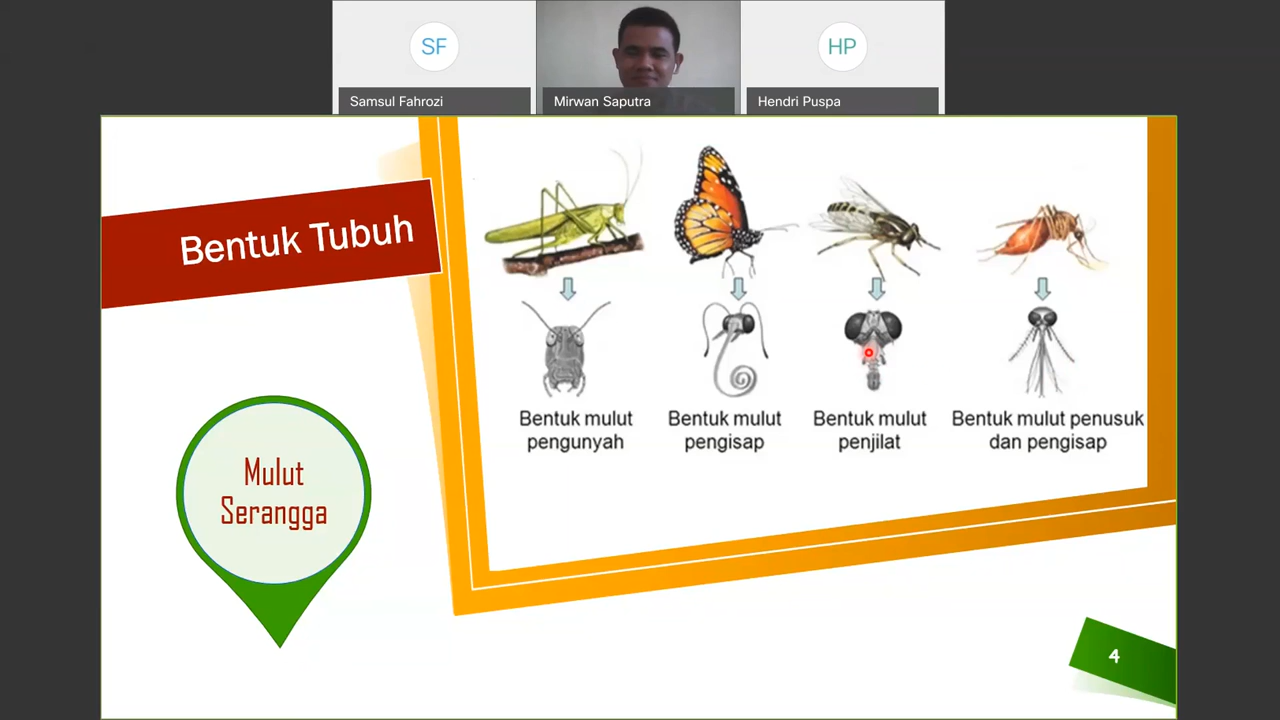 SF
HP
Samsul Fahrozi
Mirwan Saputra
Hendri Puspa
Bentuk Tubuh
Bentuk mulut
pengunyah
Bentuk mulut
pengisap
Bentuk mulut
penjilat
Bentuk mulut penusuk
dan pengisap
Mulut
Serangga
4